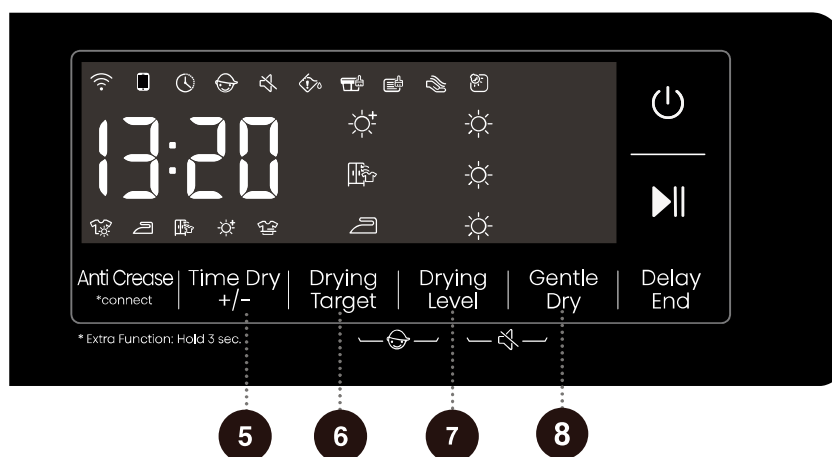 13:20
Anti Crease
*connect
Time Dry
+/-
Drying
Target
Drying
Level
Gentle
Dry
Delay
End
* Extra Function: Hold 3 sec.
5
6
7
8